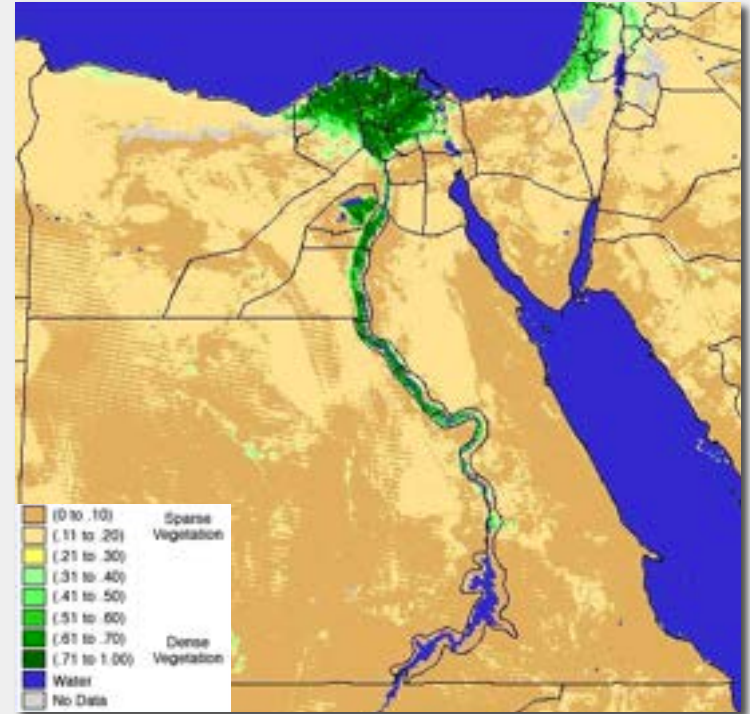 (0 to .10) Sparse
(.11 to .20) Vegetation
(.21 to .30)
(.31 to .40)
(.41 to .50)
(.51 to .60)
(.61 to .70) Dense
(.71 to 1.00) Vegetation
Water
No Data